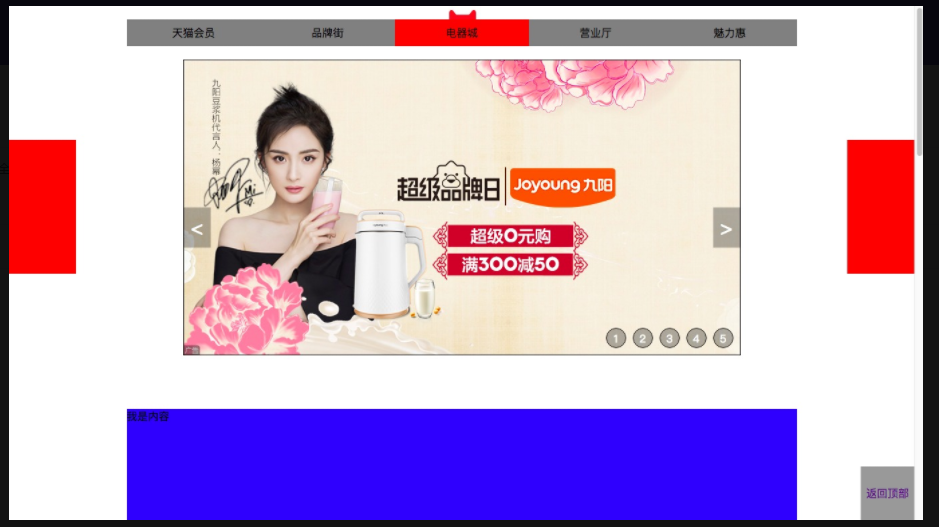 天猫会员
品牌街
电器城
营业厅
魅力惠
九阳豆浆机代言人：杨幂
超级品牌日
Joyoung 九阳
超级0元购
满300减50
<
>
1
2
3
4
5
广告
我是内容
返回顶部